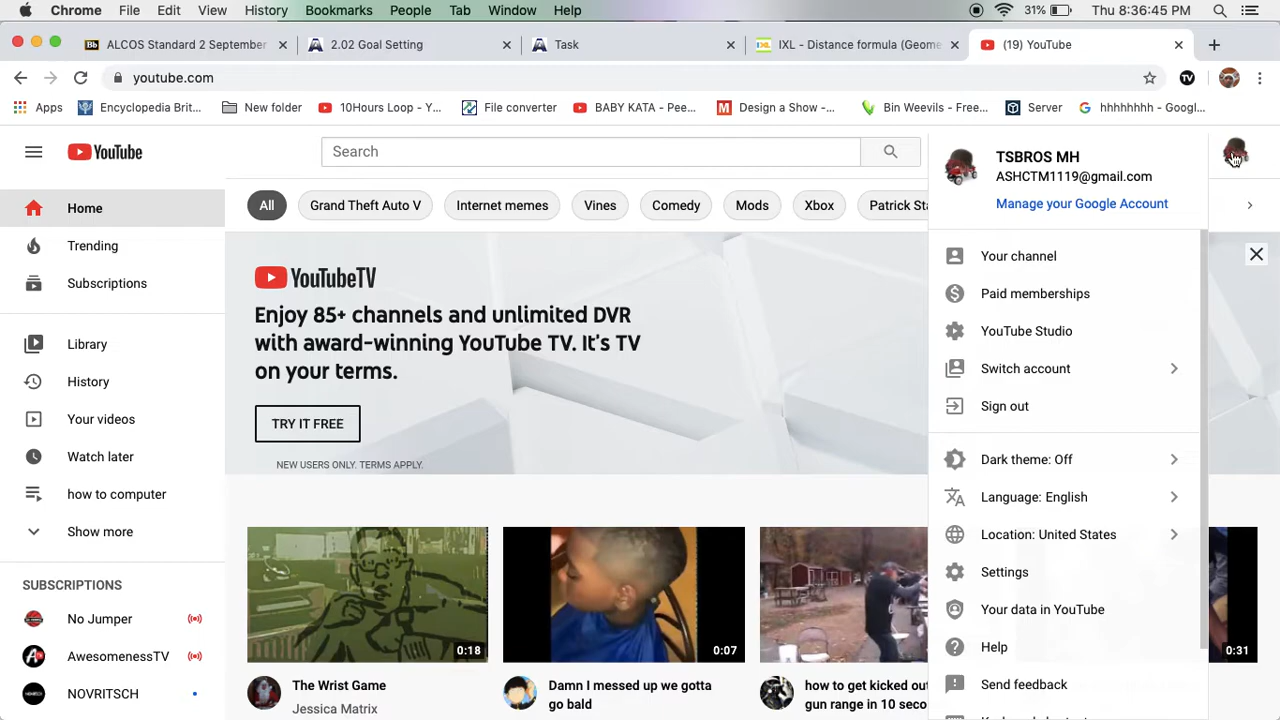 Chrome File Edit View History Bookmarks People Tab Window Help 31% Thu 8:36:45 PM
ALCOS Standard 2 September 2.02 Goal Setting Task IXL - Distance formula (Geome (19) YouTube
youtube.com
Apps Encyclopedia Brit... New folder 10Hours Loop - Y... File converter BABY KATA - Pee... Design a Show -... Bin Weevils - Free... Server hhhhhhhh - Googl...
YouTube
Search
TSBROS MH
ASHCTM1119@gmail.com
Manage your Google Account
Home
Trending
Subscriptions
Library
History
Your videos
Watch later
how to computer
Show more
SUBSCRIPTIONS
No Jumper
AwesomenessTV
NOVRITSCH
All Grand Theft Auto V Internet memes Vines Comedy Mods Xbox Patrick Sta
YouTubeTV
Enjoy 85+ channels and unlimited DVR
with award-winning YouTube TV. It's TV
on your terms.
TRY IT FREE
NEW USERS ONLY. TERMS APPLY.
0:18
The Wrist Game
Jessica Matrix
0:07
Damn I messed up we gotta
go bald
how to get kicked out
gun range in 10 seco
0:31
Your channel
Paid memberships
YouTube Studio
Switch account
Sign out
Dark theme: Off
Language: English
Location: United States
Settings
Your data in YouTube
Help
Send feedback